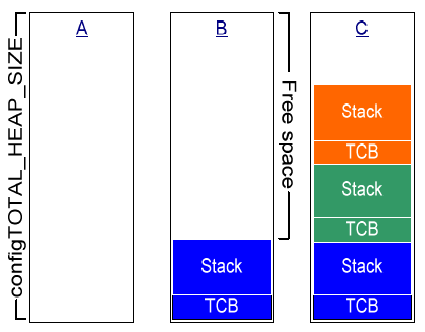 configTOTAL_HEAP_SIZE
A
B
Free space
Stack
TCB
C
Stack
TCB
Stack
TCB
Stack
TCB